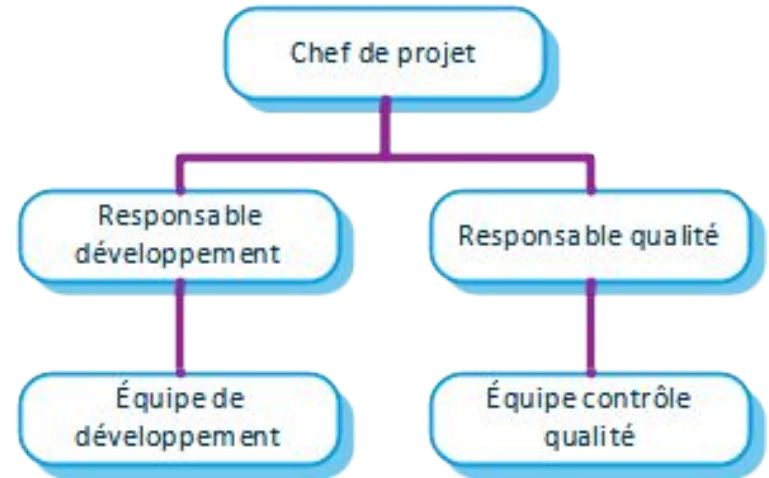 Chef de projet
Responsable
développement
Responsable qualité
Équipe de
développement
Équipe contrôle
qualité